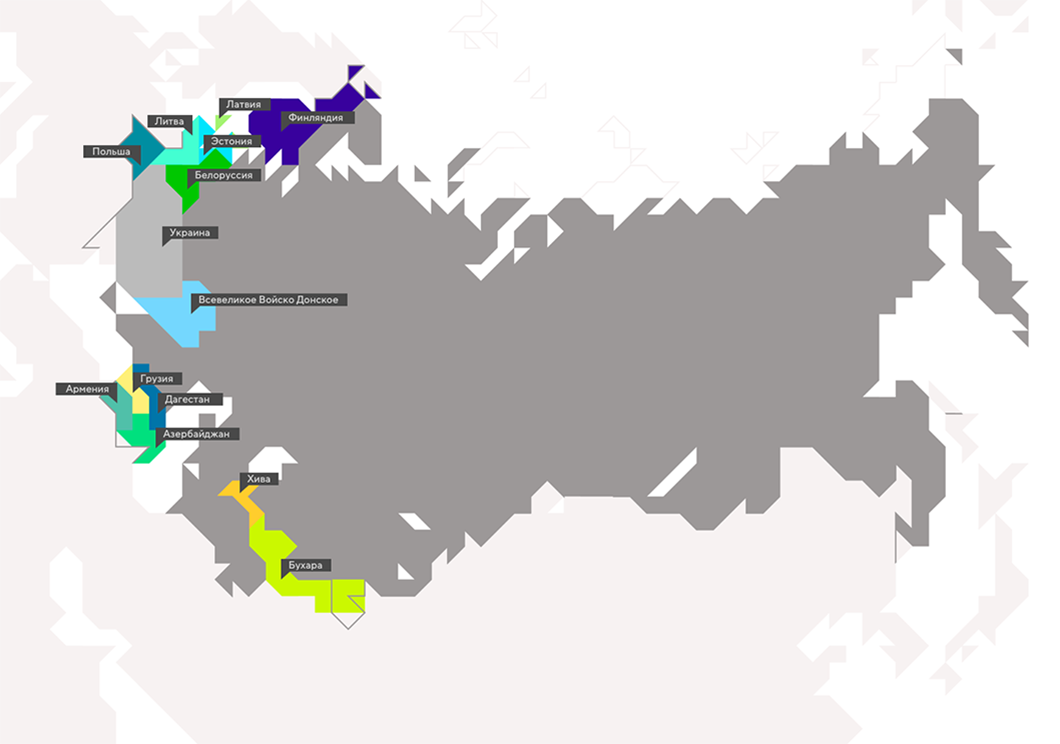 Латвия
Финляндия
Литва
Эстония
Польша
Белоруссия
Украина
Всевеликое Войско Донское
Грузия
Армения
Дагестан
Азербайджан
Хива
Бухара